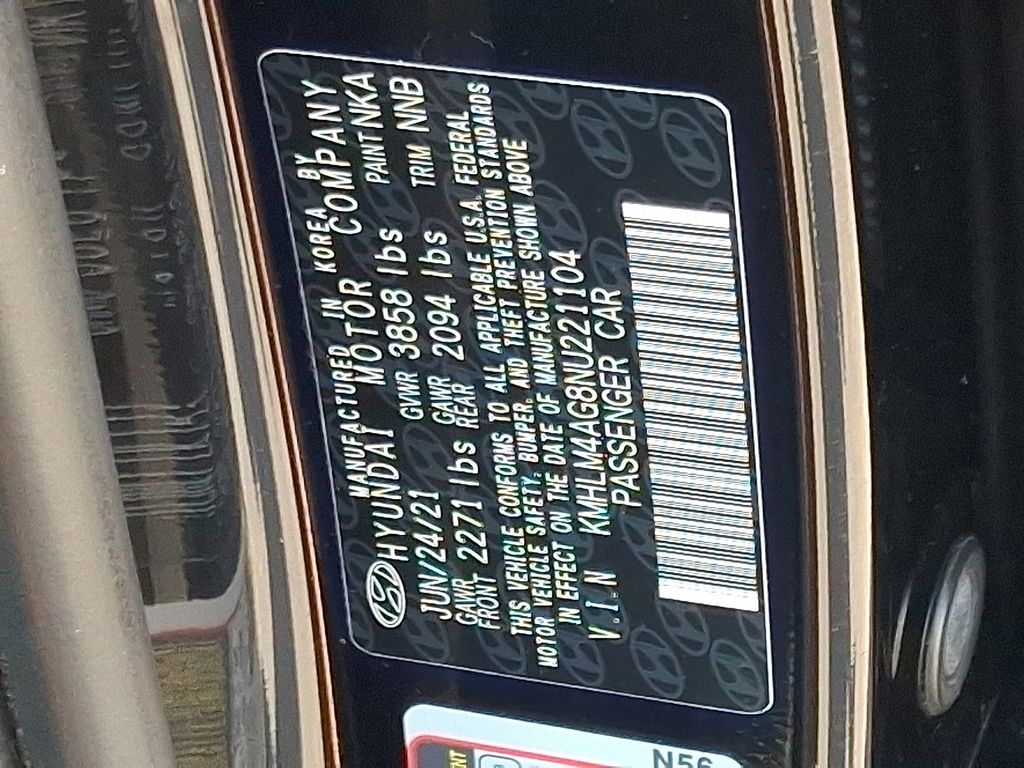 MANUFACTURED IN KOREA BY
HYUNDAI MOTOR COMPANY
JUN/24/21 GVWR 3858 lbs PAINT NKA
GAWR FRONT 2271 lbs GAWR REAR 2094 lbs TRIM NNB
THIS VEHICLE CONFORMS TO ALL APPLICABLE U.S.A. FEDERAL
MOTOR VEHICLE SAFETY, BUMPER, AND THEFT PREVENTION STANDARDS
IN EFFECT ON THE DATE OF MANUFACTURE SHOWN ABOVE
V.I.N KMHLM4AG8NU221104
PASSENGER CAR
N56